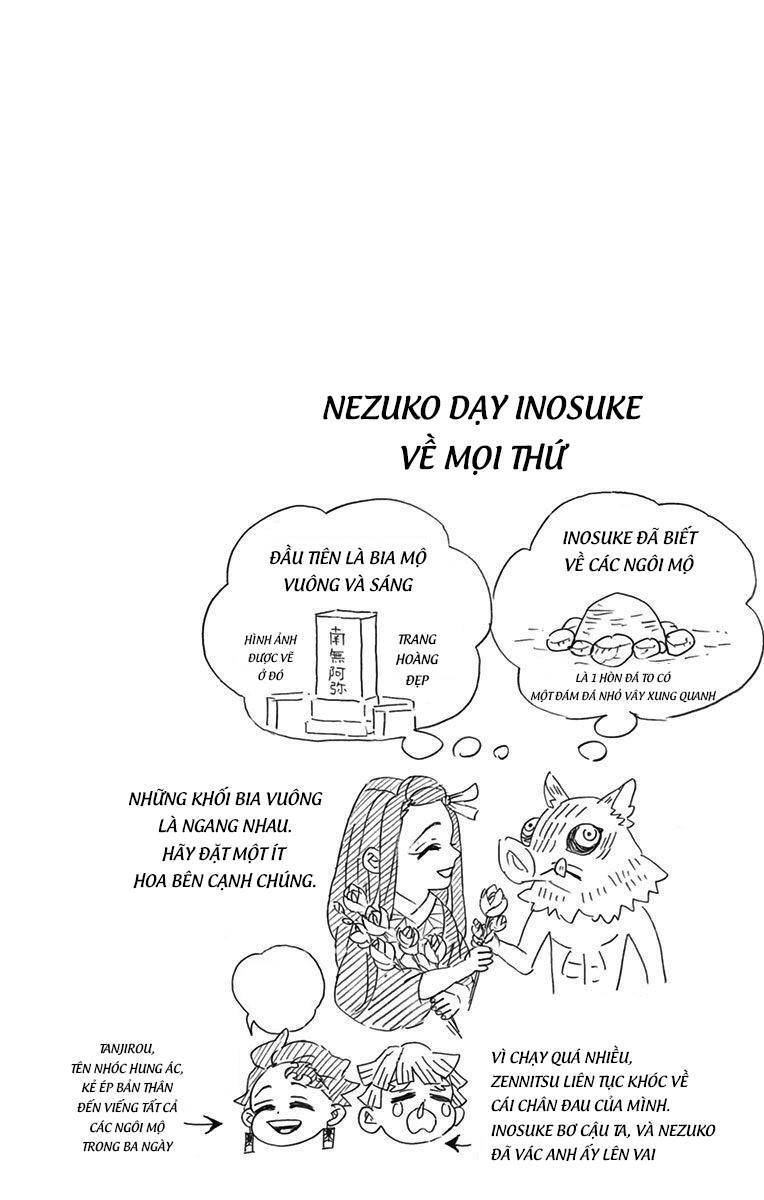 NEZUKO DẠY INOSUKE
VỀ MỌI THỨ
ĐẦU TIÊN LÀ BIA MỘ
VUÔNG VÀ SÁNG
HÌNH ẢNH
ĐƯỢC VẼ
Ở ĐÓ
南無阿弥
TRANG
HOÀNG
ĐẸP
INOSUKE ĐÃ BIẾT
VỀ CÁC NGÔI MỘ
LÀ 1 HÒN ĐÁ TO CÓ
MỘT ĐÁM ĐÁ NHỎ VÂY XUNG QUANH
NHỮNG KHỐI BIA VUÔNG
LÀ NGANG NHAU.
HÃY ĐẶT MỘT ÍT
HOA BÊN CẠNH CHÚNG.
TANJIROU,
TÊN NHÓC HUNG ÁC,
KẺ ÉP BẢN THÂN
ĐẾN VIẾNG TẤT CẢ
CÁC NGÔI MỘ
TRONG BA NGÀY
VÌ CHẠY QUÁ NHIỀU,
ZENNITSU LIÊN TỤC KHÓC VỀ
CÁI CHÂN ĐAU CỦA MÌNH.
INOSUKE BƠ CẬU TA, VÀ NEZUKO
ĐÃ VÁC ANH ẤY LÊN VAI